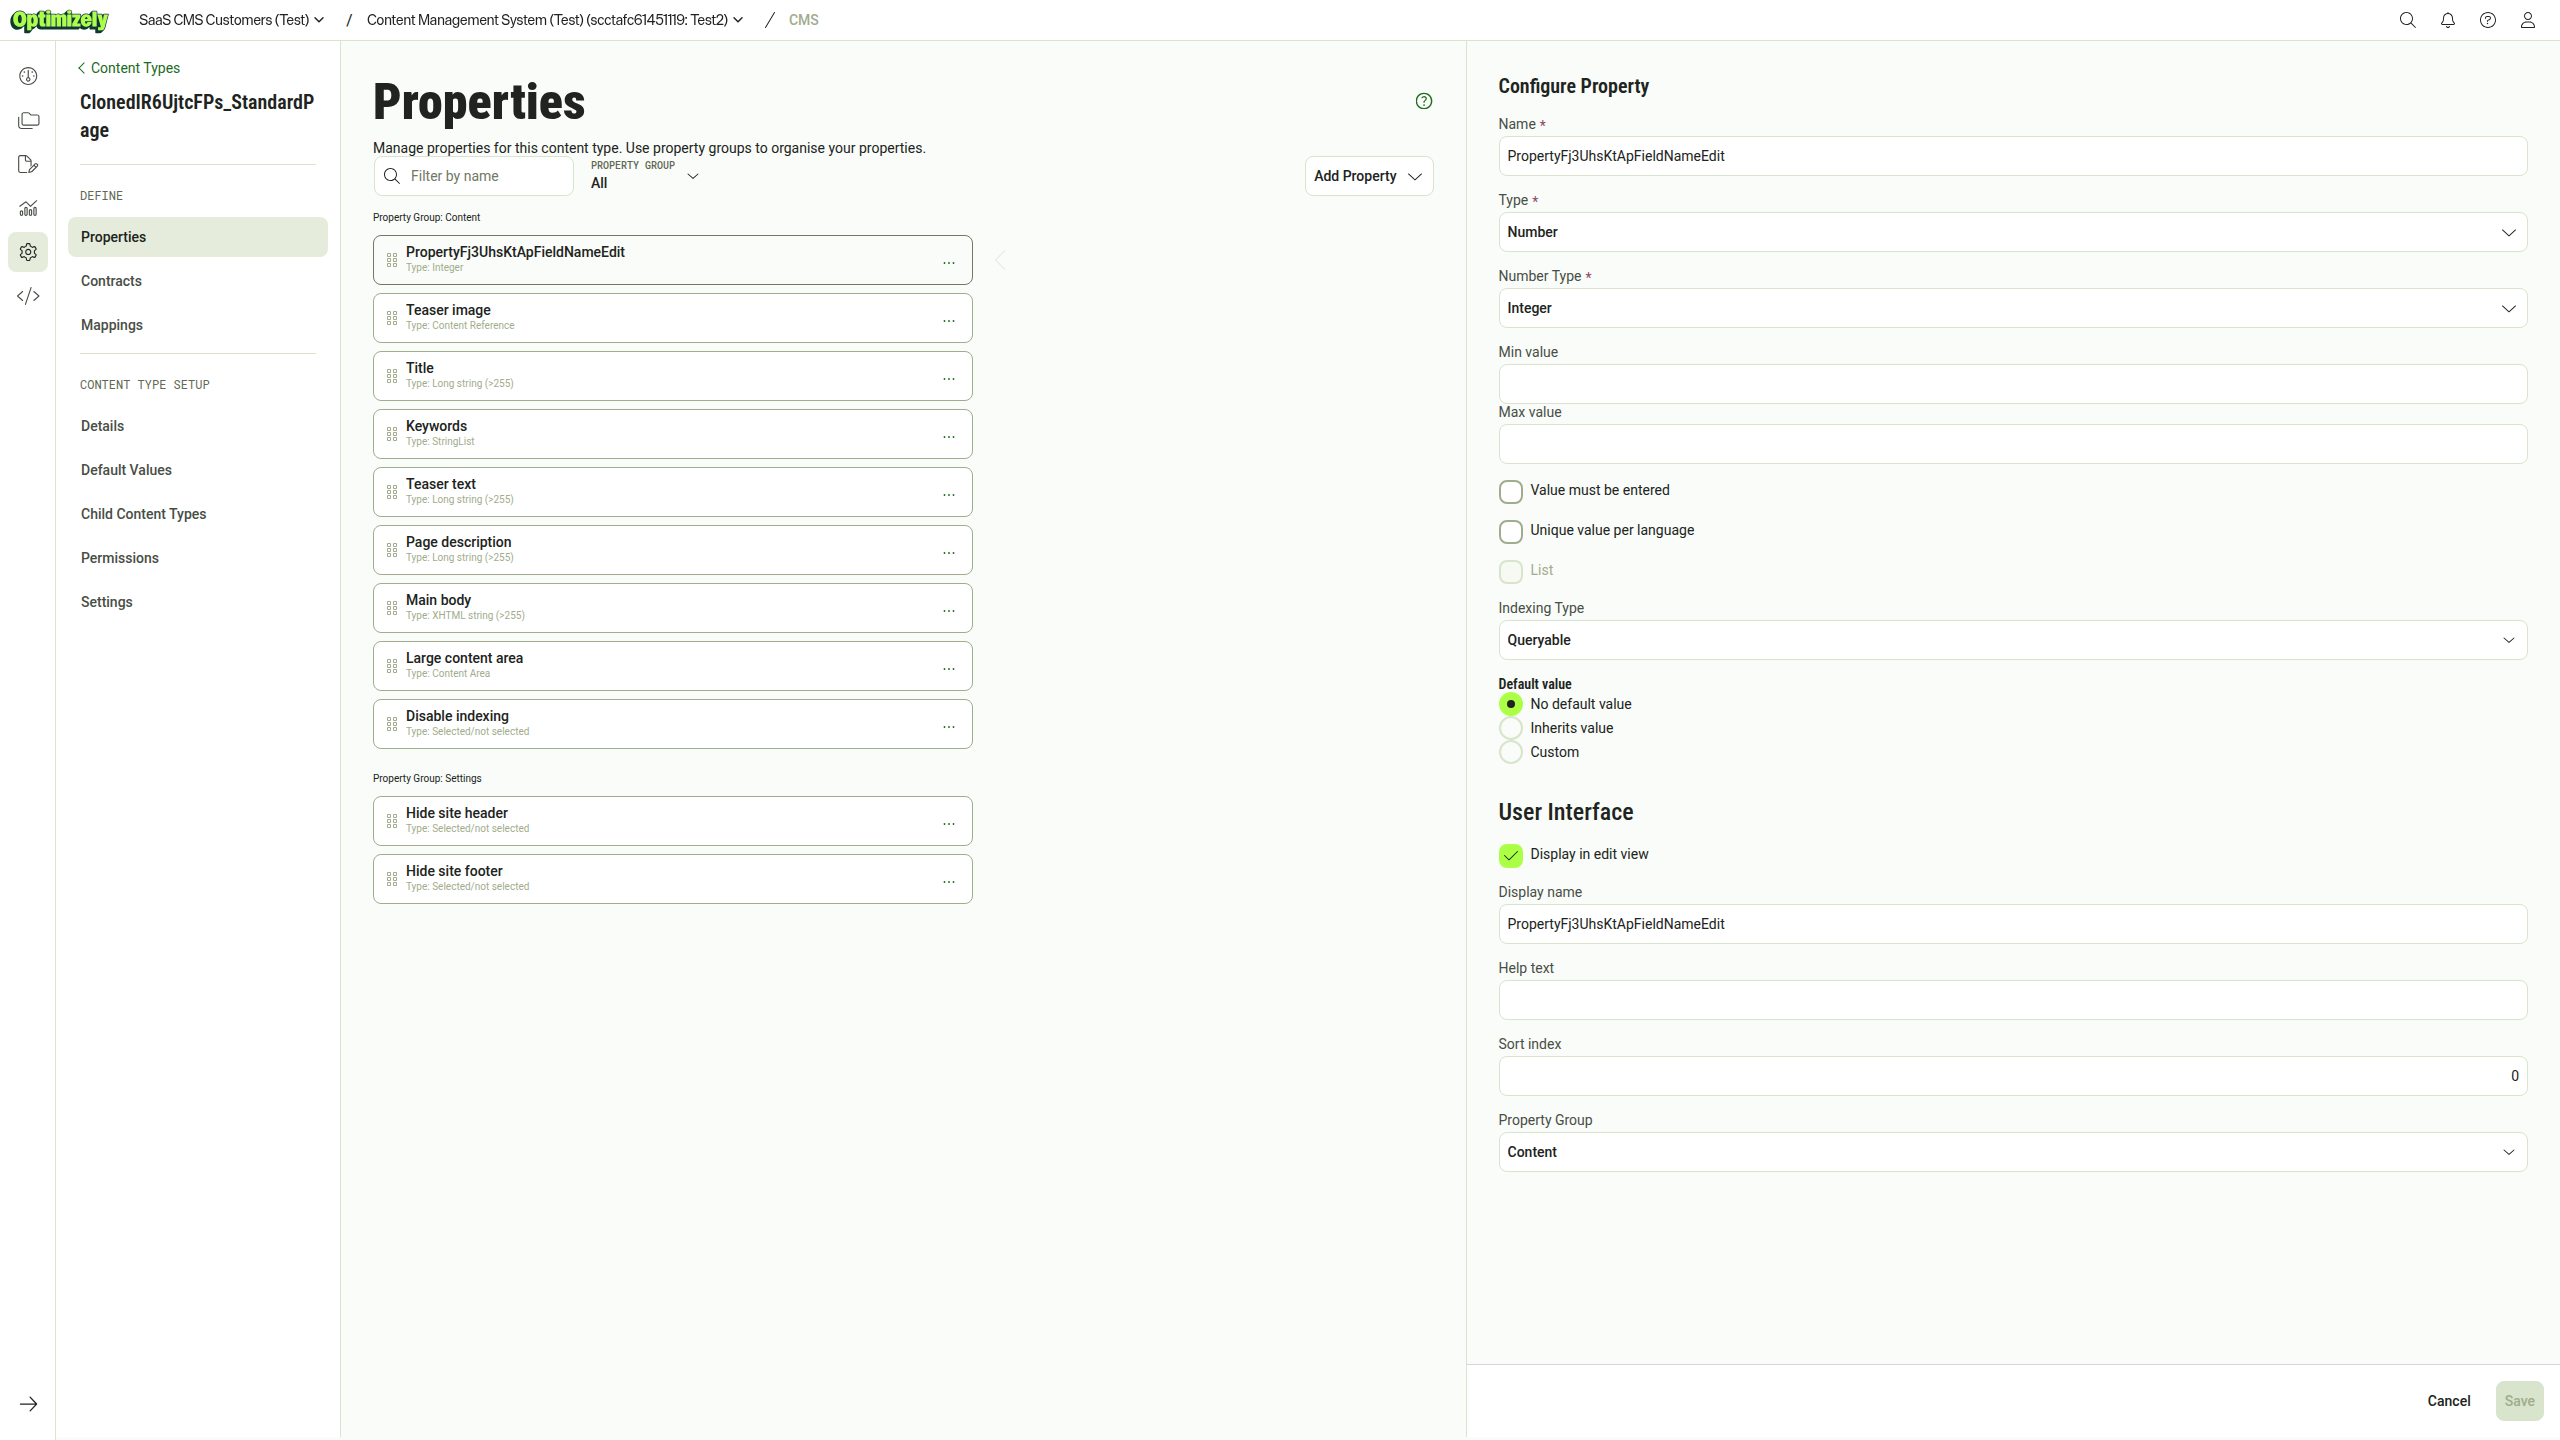 Optimizely
SaaS CMS Customers (Test) / Content Management System (Test) (scctafc61451119: Test2) / CMS
Content Types
ClonedIR6UjtcFPs_StandardP
age
DEFINE
Properties
Contracts
Mappings
CONTENT TYPE SETUP
Details
Default Values
Child Content Types
Permissions
Settings
Properties
Manage properties for this content type. Use property groups to organise your properties.
Filter by name
PROPERTY GROUP
All
Add Property
Property Group: Content
PropertyFj3UhsKtApFieldNameEdit
Type: Integer
...
Teaser image
Type: Content Reference
...
Title
Type: Long string (>255)
...
Keywords
Type: StringList
...
Teaser text
Type: Long string (>255)
...
Page description
Type: Long string (>255)
...
Main body
Type: XHTML string (>255)
...
Large content area
Type: Content Area
...
Disable indexing
Type: Selected/not selected
...
Property Group: Settings
Hide site header
Type: Selected/not selected
...
Hide site footer
Type: Selected/not selected
...
Configure Property
Name *
PropertyFj3UhsKtApFieldNameEdit
Type *
Number
Number Type *
Integer
Min value
Max value
Value must be entered
Unique value per language
List
Indexing Type
Queryable
Default value
No default value
Inherits value
Custom
User Interface
Display in edit view
Display name
PropertyFj3UhsKtApFieldNameEdit
Help text
Sort index
0
Property Group
Content
Cancel
Save